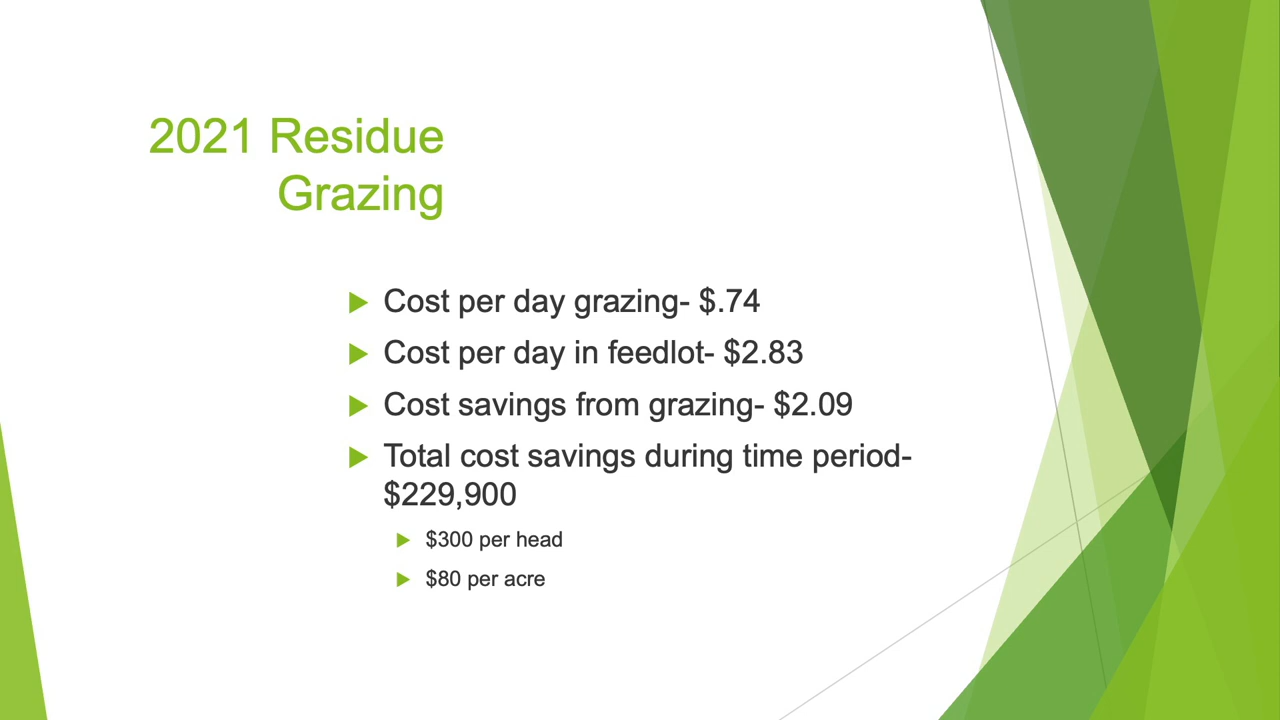 2021 Residue
Grazing
Cost per day grazing- $.74
Cost per day in feedlot- $2.83
Cost savings from grazing- $2.09
Total cost savings during time period-
$229,900
$300 per head
$80 per acre